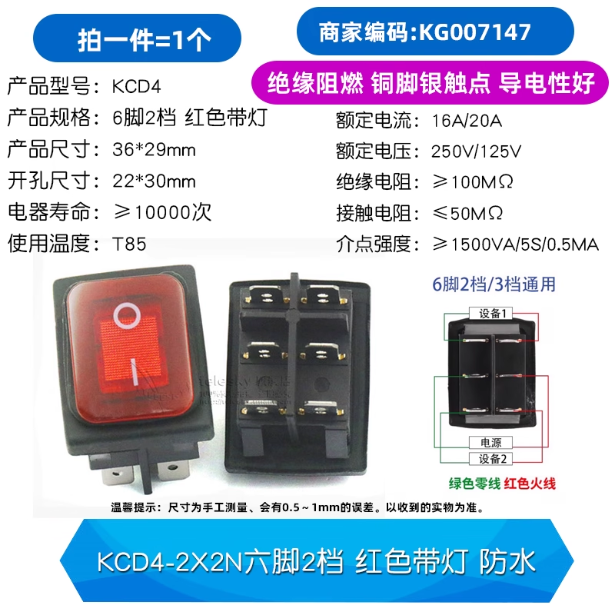 拍一件=1个
商家编码:KG007147
绝缘阻燃 铜脚银触点 导电性好
产品型号: KCD4
产品规格: 6脚2档 红色带灯
产品尺寸: 36*29mm
开孔尺寸: 22*30mm
电器寿命: ≥10000次
使用温度: T85
额定电流: 16A/20A
额定电压: 250V/125V
绝缘电阻: ≥100MΩ
接触电阻: ≤50MΩ
介点强度: ≥1500VA/5S/0.5MA
6脚2档/3档通用
设备1
电源
设备2
绿色零线 红色火线
温馨提示: 尺寸为手工测量、会有0.5~1mm的误差。以收到的实物为准。
KCD4-2X2N六脚2档 红色带灯 防水